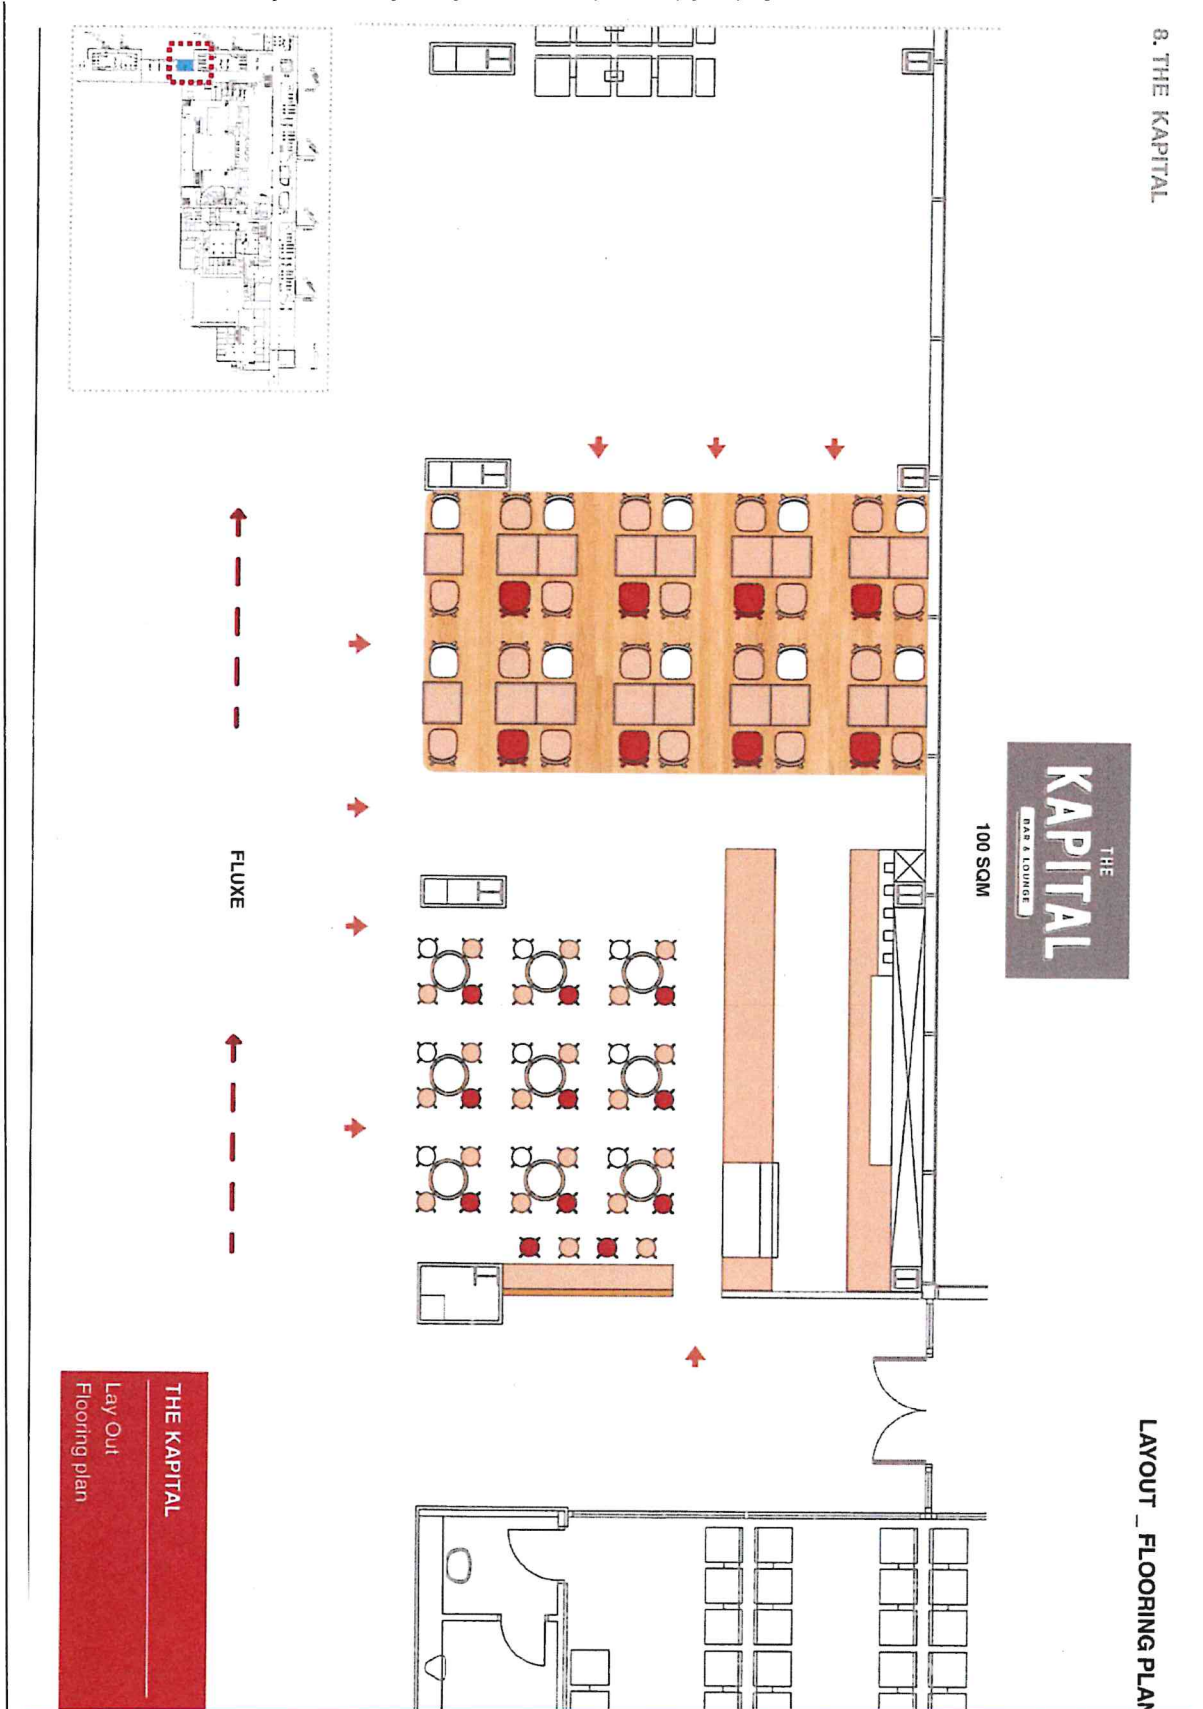 8. THE KAPITAL
LAYOUT _ FLOORING PLAN
THE
KAPITAL
BAR & LOUNGE
100 SQM
FLUXE
THE KAPITAL
Lay Out
Flooring plan